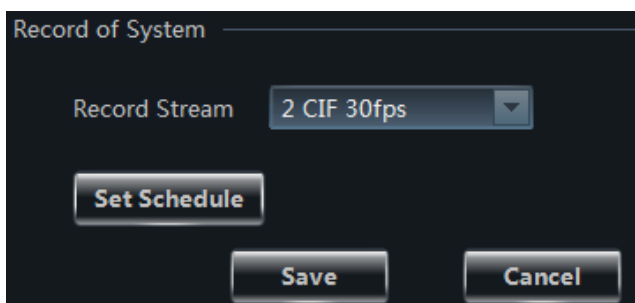 Record of System
Record Stream 2 CIF 30fps
Set Schedule
Save Cancel